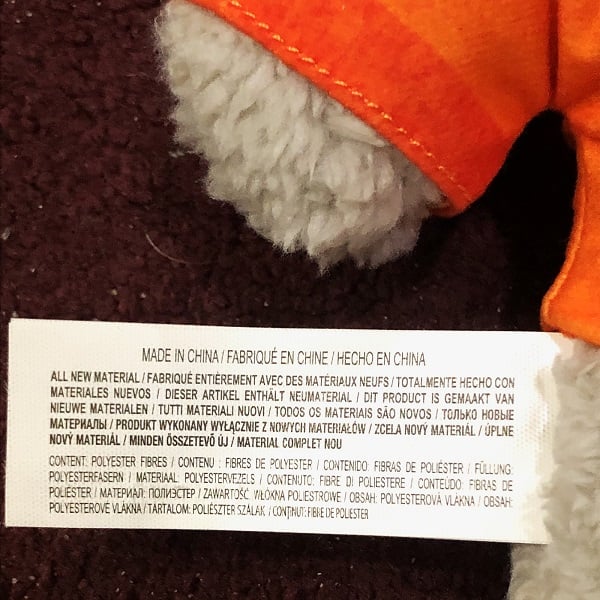 MADE IN CHINA / FABRIQUÉ EN CHINE / HECHO EN CHINA
ALL NEW MATERIAL / FABRIQUÉ ENTIÈREMENT AVEC DES MATÉRIAUX NEUFS / TOTALMENTE HECHO CON
MATERIALES NUEVOS / DIESER ARTIKEL ENTHÄLT NEUMATERIAL / DIT PRODUCT IS GEMAAKT VAN
NIEUWE MATERIALEN / TUTTI MATERIALI NUOVI / TODOS OS MATERIAIS SÃO NOVOS / ТОЛЬКО НОВЫЕ
МАТЕРИАЛЫ / PRODUKT WYKONANY WYŁĄCZNIE Z NOWYCH MATERIAŁÓW / ZCELA NOVÝ MATERIÁL / ÚPLNE
NOVÝ MATERIÁL / MINDEN ÖSSZETEVŐ ÚJ / MATERIAL COMPLET NOU
CONTENT: POLYESTER FIBRES / CONTENU : FIBRES DE POLYESTER / CONTENIDO: FIBRAS DE POLIÉSTER / FÜLLUNG:
POLYESTERFASERN / MATERIAAL: POLYESTERVEZELS / CONTENUTO: FIBRE DI POLIESTERE / CONTEÚDO: FIBRAS DE
POLIÉSTER / МАТЕРИАЛ: ПОЛИЭСТЕР / ZAWARTOŚĆ: WŁÓKNA POLIESTROWE / OBSAH: POLYESTEROVÁ VLÁKNA / OBSAH:
POLYESTEROVÉ VLÁKNA / TARTALOM: POLIÉSZTER SZÁLAK / CONȚINUT: FIBRE DE POLIESTER